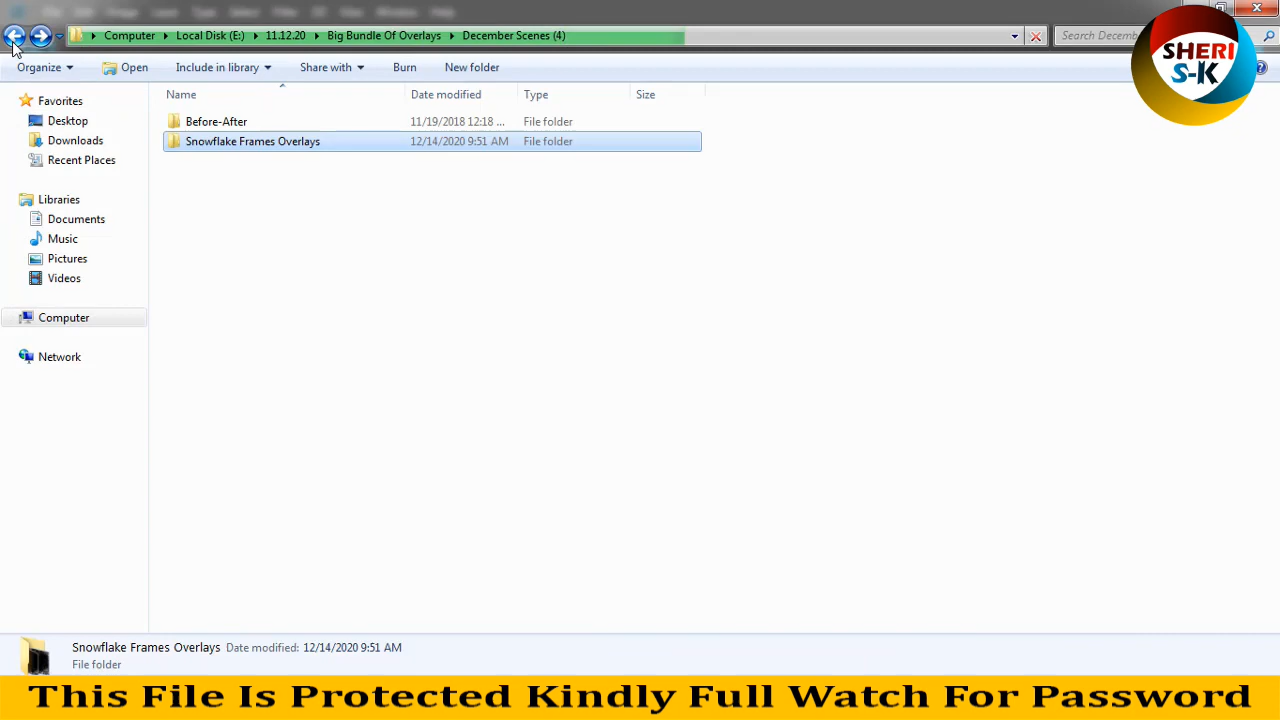 Computer Local Disk (E:) 11.12.20 Big Bundle Of Overlays December Scenes (4) Search Decemb
Organize Open Include in library Share with Burn New folder
SHERI
S-K
Name Date modified Type Size
Favorites
Desktop
Downloads
Recent Places
Libraries
Documents
Music
Pictures
Videos
Computer
Network
Before-After 11/19/2018 12:18 ... File folder
Snowflake Frames Overlays 12/14/2020 9:51 AM File folder
Snowflake Frames Overlays Date modified: 12/14/2020 9:51 AM
File folder
This File Is Protected Kindly Full Watch For Password